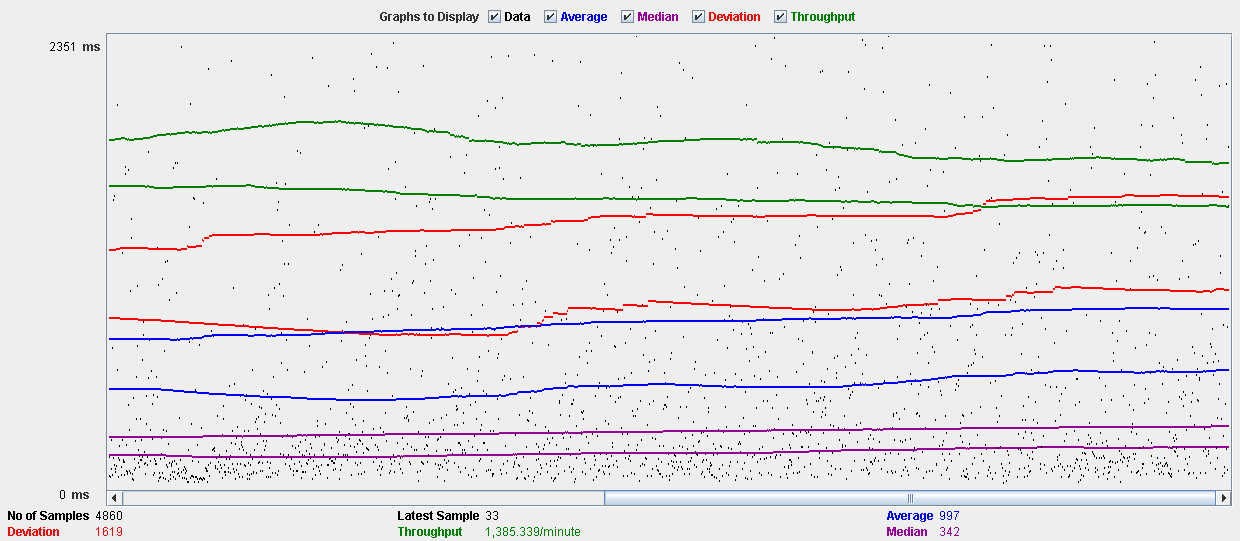 Graphs to Display Data Average Median Deviation Throughput
2351 ms
0 ms
No of Samples 4860 Latest Sample 33 Average 997
Deviation 1619 Throughput 1,385.339/minute Median 342